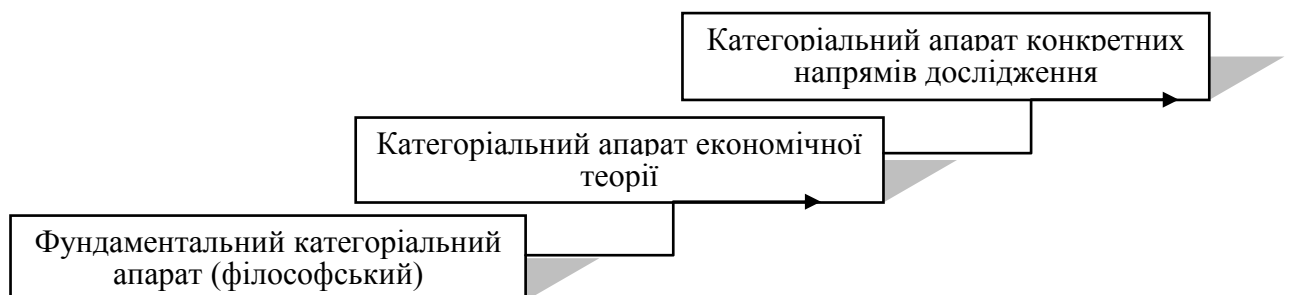 Категоріальний апарат конкретних
напрямів дослідження
Категоріальний апарат економічної
теорії
Фундаментальний категоріальний
апарат (філософський)